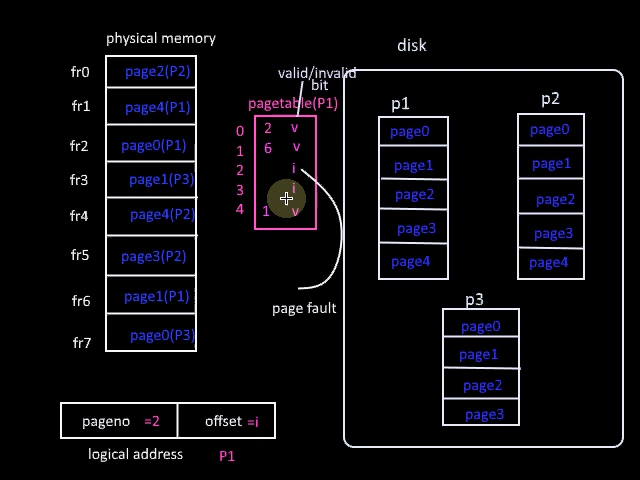 physical memory
fr0 page2(P2)
fr1 page4(P1)
fr2 page0(P1)
fr3 page1(P3)
fr4 page4(P2)
fr5 page3(P2)
fr6 page1(P1)
fr7 page0(P3)
valid/invalid
bit
pagetable(P1)
0 2 v
1 6 v
2 i
3 i
4 1 v
page fault
disk
p1
page0
page1
page2
page3
page4
p2
page0
page1
page2
page3
page4
p3
page0
page1
page2
page3
pageno =2 offset =i
logical address P1